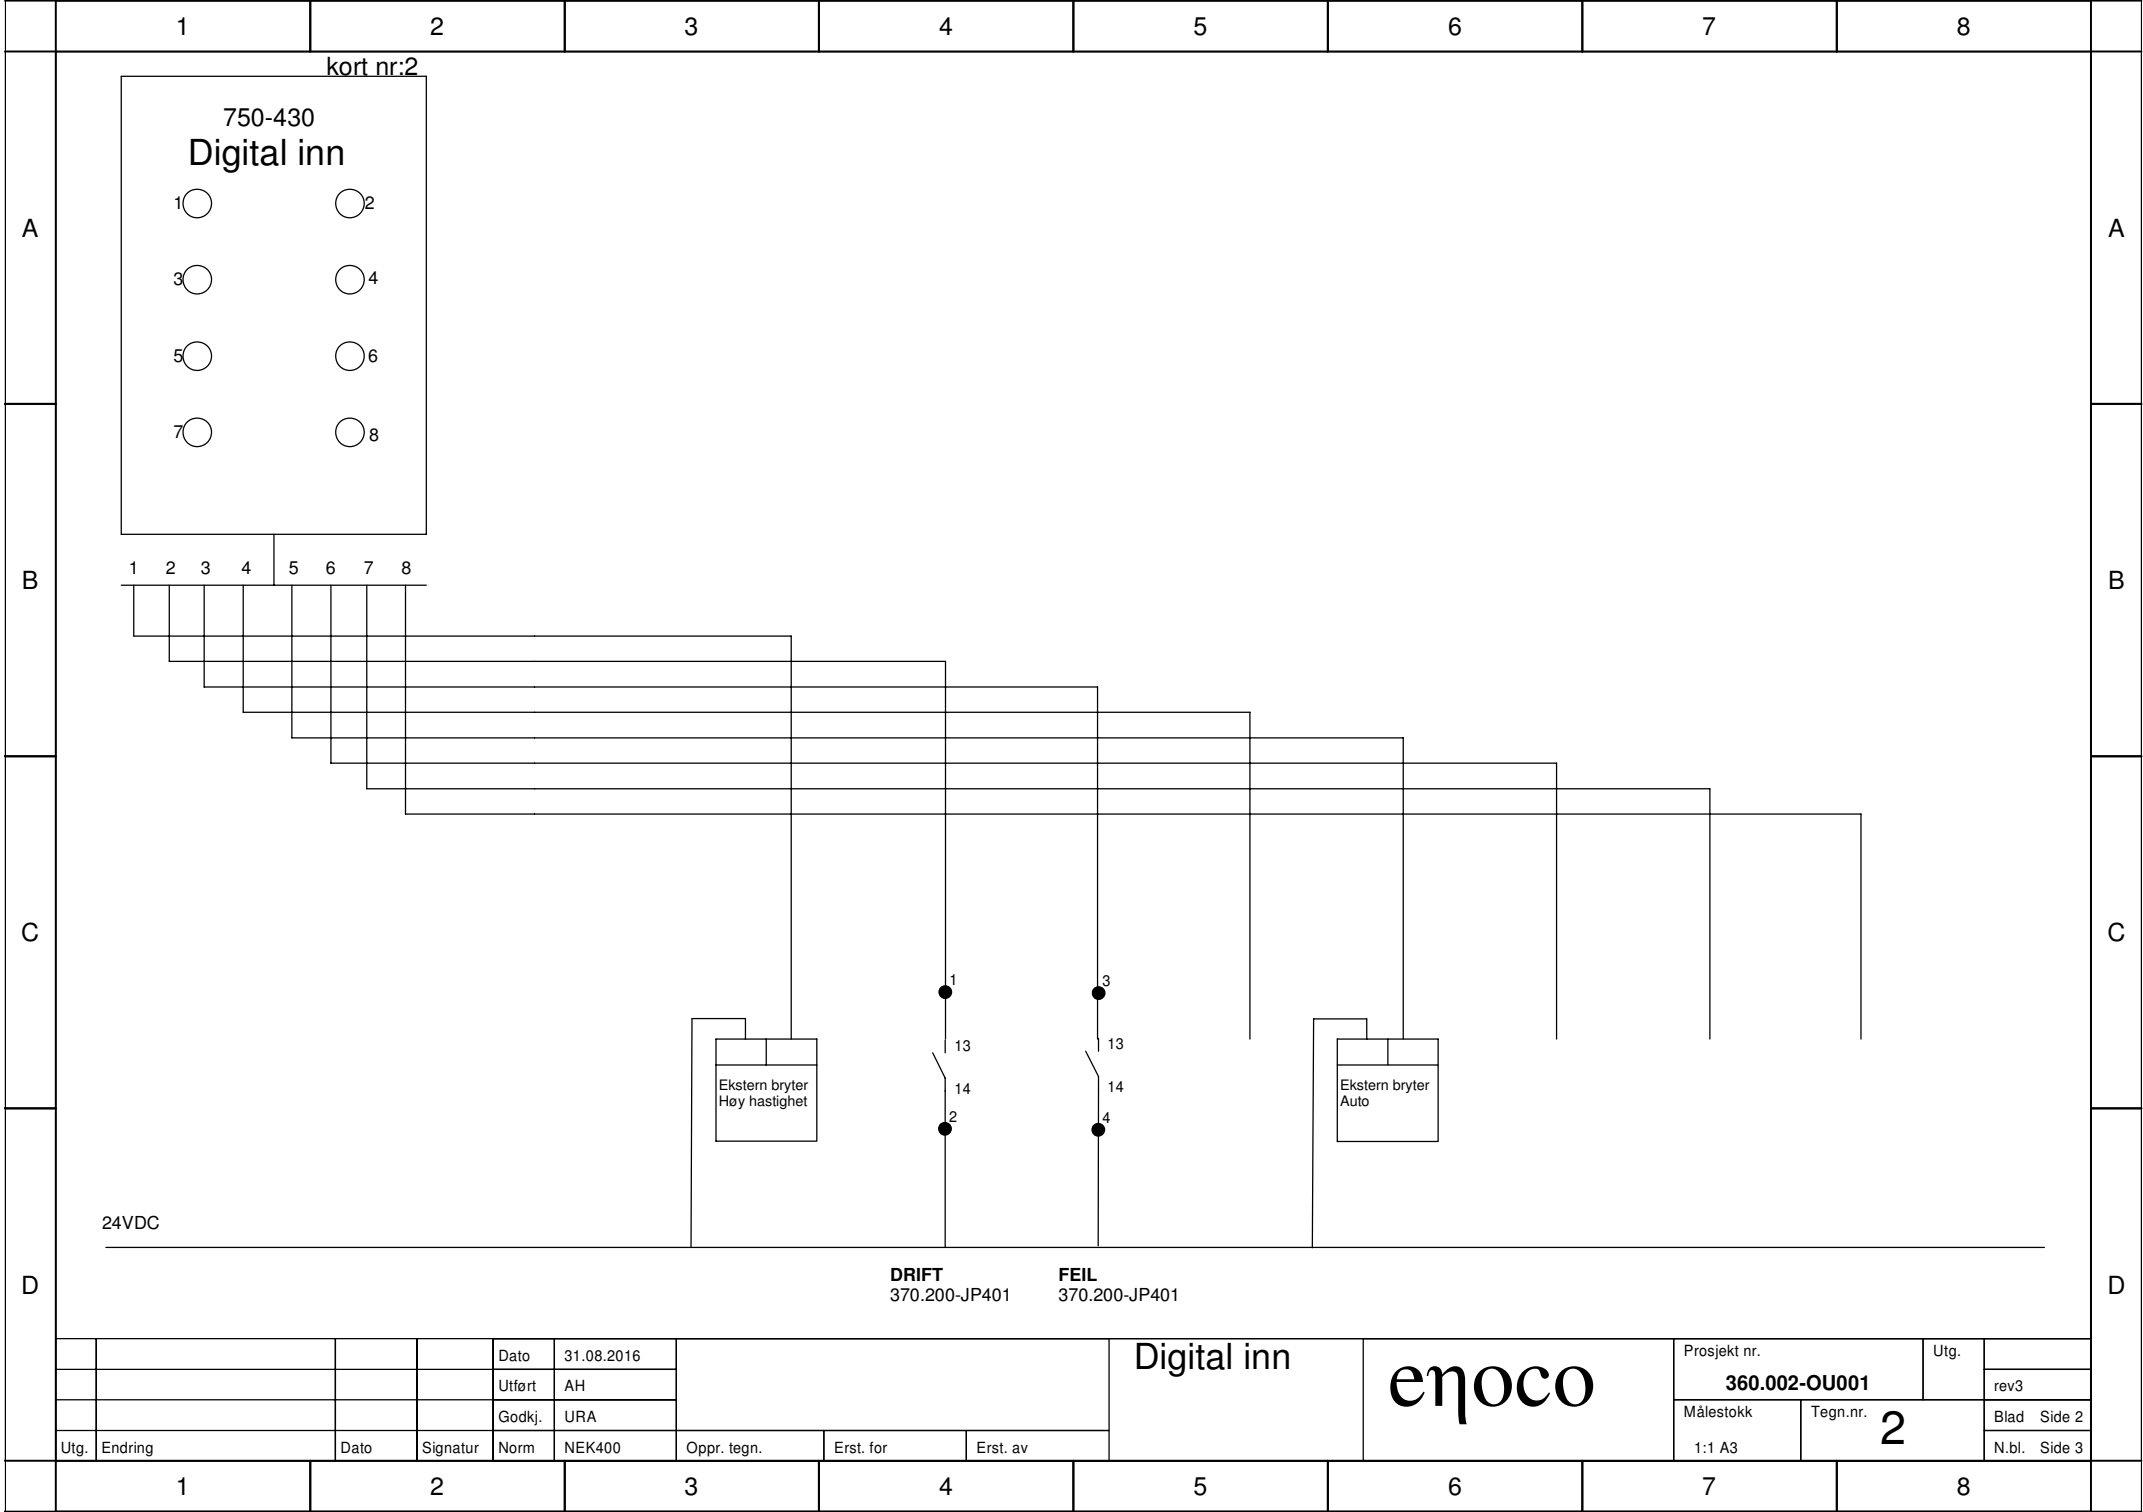 1 2 3 4 5 6 7 8
kort nr:2
750-430
Digital inn
1 2
A A
3 4
5 6
7 8
1 2 3 4 5 6 7 8
B B
C C
1 3
13 13
14 14
Ekstern bryter
Høy hastighet
Ekstern bryter
Auto
2 4
24VDC
D D
DRIFT
370.200-JP401
FEIL
370.200-JP401
Dato 31.08.2016
Utført AH
Godkj. URA
Utg. Endring Dato Signatur Norm NEK400 Oppr. tegn. Erst. for Erst. av
Digital inn
enoco
Prosjekt nr.
360.002-OU001
Utg.
rev3
Målestokk
1:1 A3
Tegn.nr. 2
Blad Side 2
N.bl. Side 3
1 2 3 4 5 6 7 8